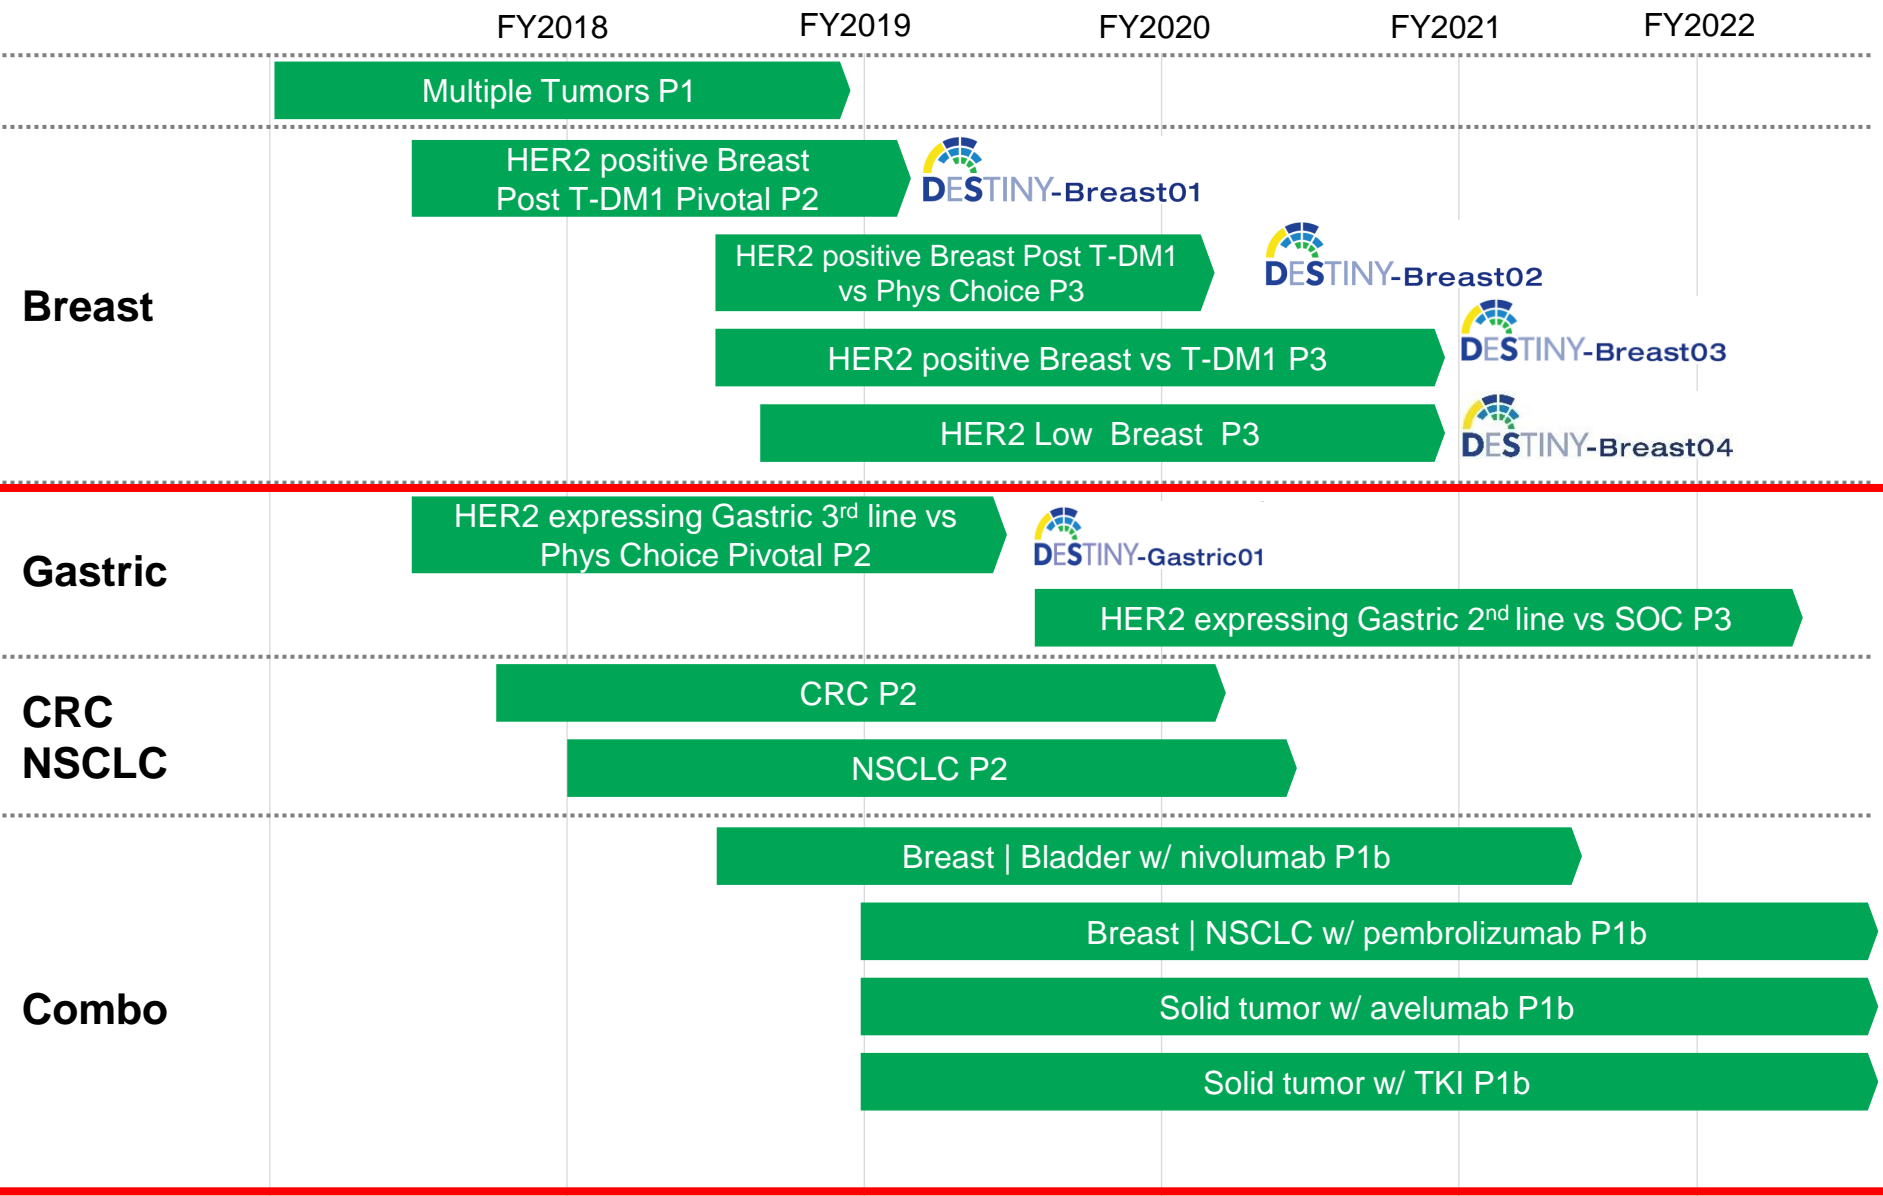 FY2018 FY2019 FY2020 FY2021 FY2022
Multiple Tumors P1
Breast
HER2 positive Breast
Post T-DM1 Pivotal P2
DESTINY-Breast01
HER2 positive Breast Post T-DM1
vs Phys Choice P3
DESTINY-Breast02
HER2 positive Breast vs T-DM1 P3
DESTINY-Breast03
HER2 Low Breast P3
DESTINY-Breast04
Gastric
HER2 expressing Gastric 3rd line vs
Phys Choice Pivotal P2
DESTINY-Gastric01
HER2 expressing Gastric 2nd line vs SOC P3
CRC
NSCLC
CRC P2
NSCLC P2
Combo
Breast | Bladder w/ nivolumab P1b
Breast | NSCLC w/ pembrolizumab P1b
Solid tumor w/ avelumab P1b
Solid tumor w/ TKI P1b